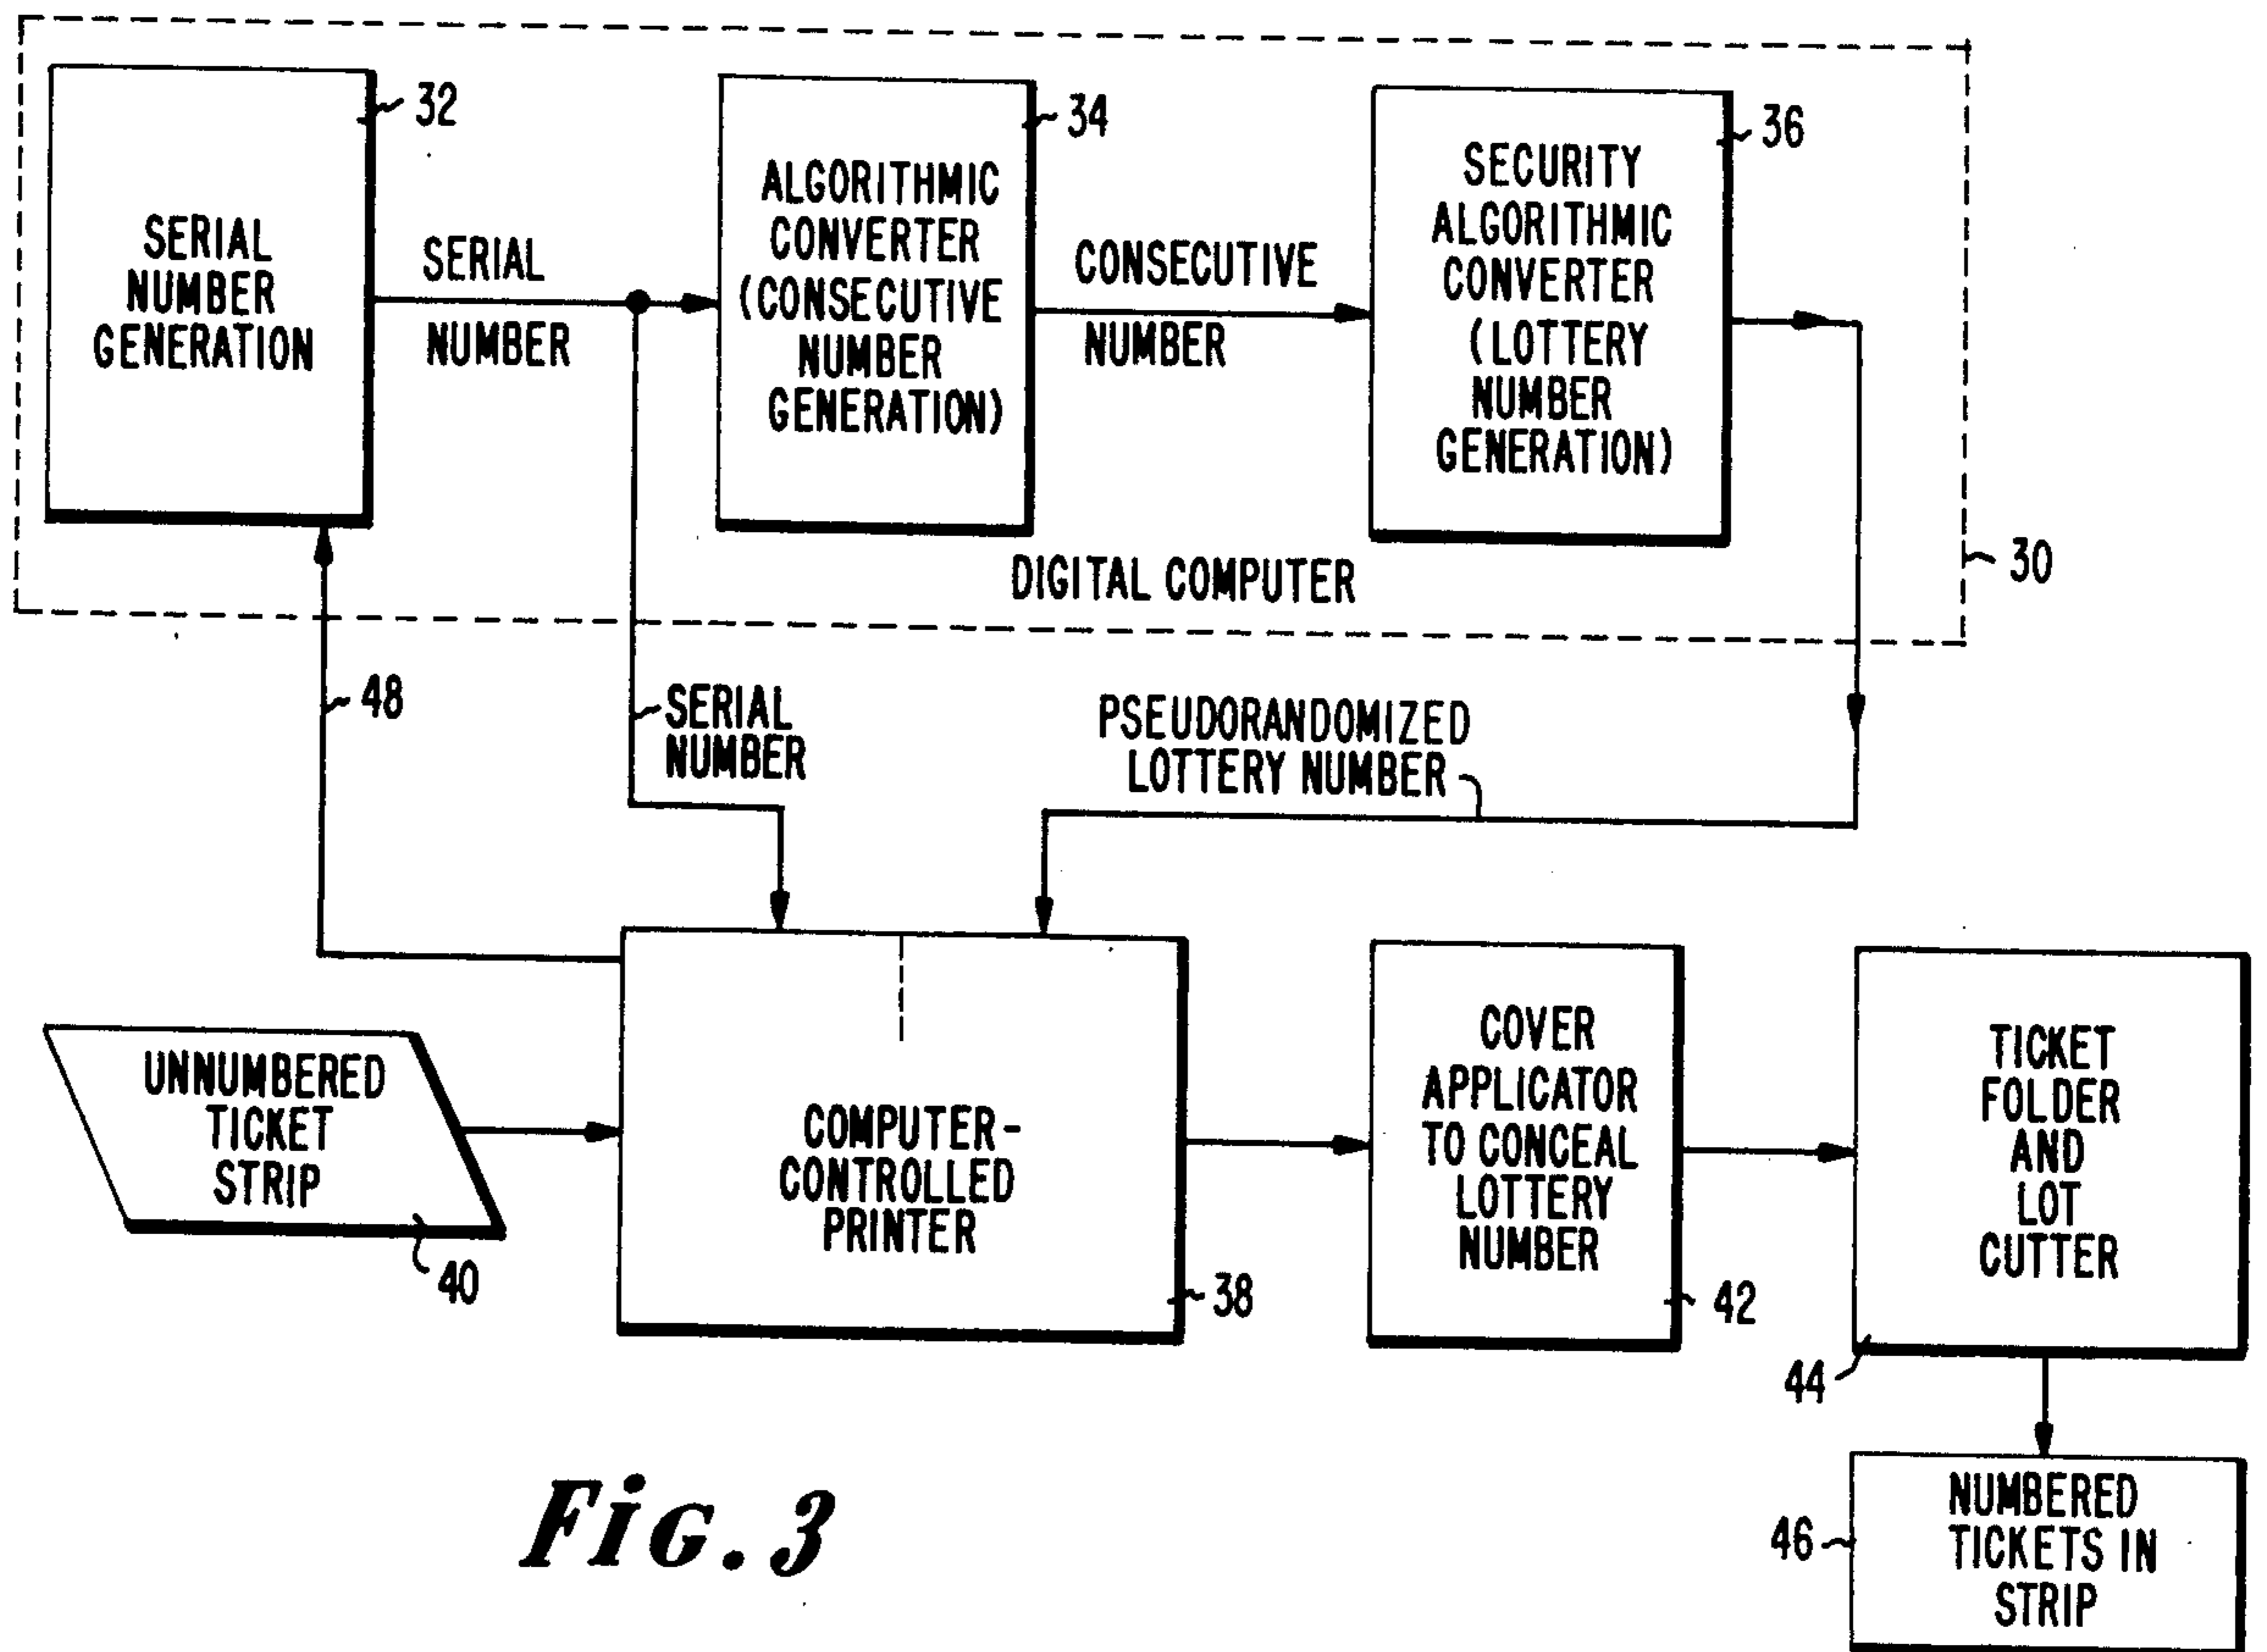 32
SERIAL
NUMBER
GENERATION
SERIAL
NUMBER
34
ALGORITHMIC
CONVERTER
(CONSECUTIVE
NUMBER
GENERATION)
CONSECUTIVE
NUMBER
36
SECURITY
ALGORITHMIC
CONVERTER
(LOTTERY
NUMBER
GENERATION)
DIGITAL COMPUTER
30
48
SERIAL
NUMBER
PSEUDORANDOMIZED
LOTTERY NUMBER
UNNUMBERED
TICKET
STRIP
40
COMPUTER-
CONTROLLED
PRINTER
38
COVER
APPLICATOR
TO CONCEAL
LOTTERY
NUMBER
42
TICKET
FOLDER
AND
LOT
CUTTER
44
46
NUMBERED
TICKETS IN
STRIP
FIG. 3